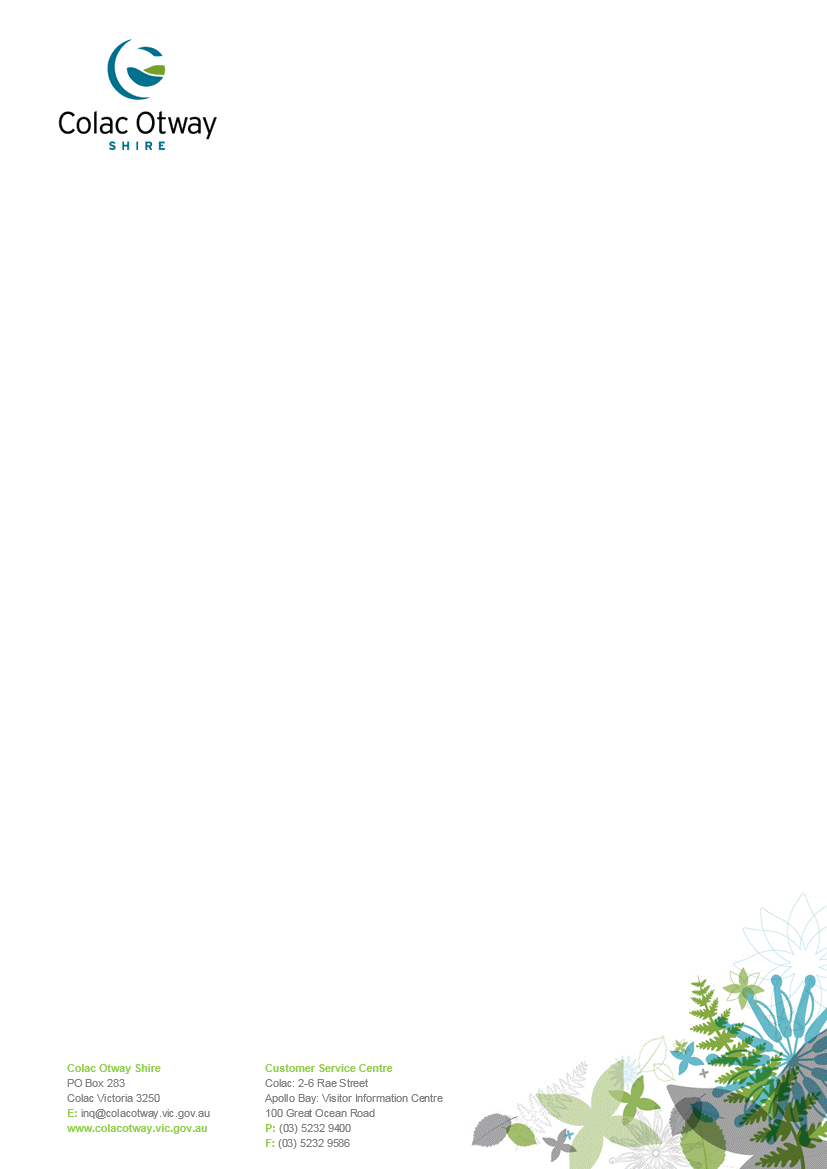 Colac Otway
SHIRE
Colac Otway Shire
PO Box 283
Colac Victoria 3250
E: inq@colacotway.vic.gov.au
www.colacotway.vic.gov.au
Customer Service Centre
Colac: 2-6 Rae Street
Apollo Bay: Visitor Information Centre
100 Great Ocean Road
P: (03) 5232 9400
F: (03) 5232 9586